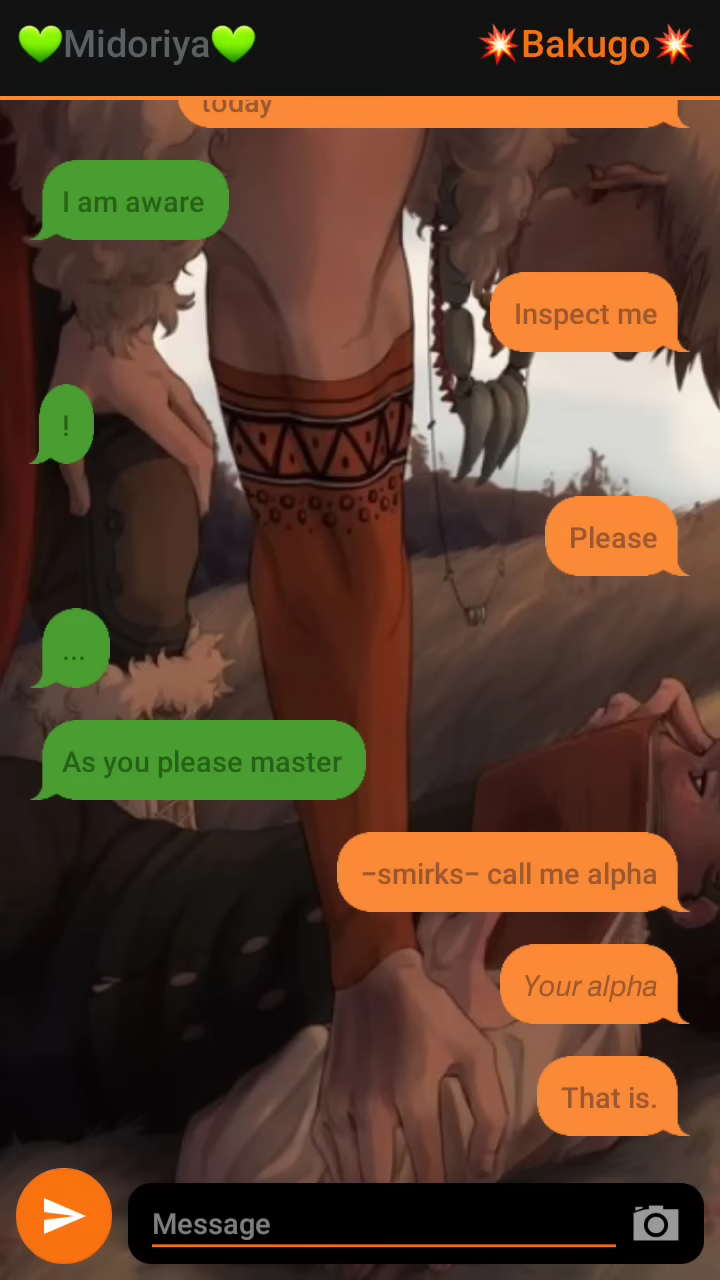 💚Midoriya💚
💥Bakugo💥
today
I am aware
Inspect me
!
Please
...
As you please master
−smirks− call me alpha
Your alpha
That is.
Message